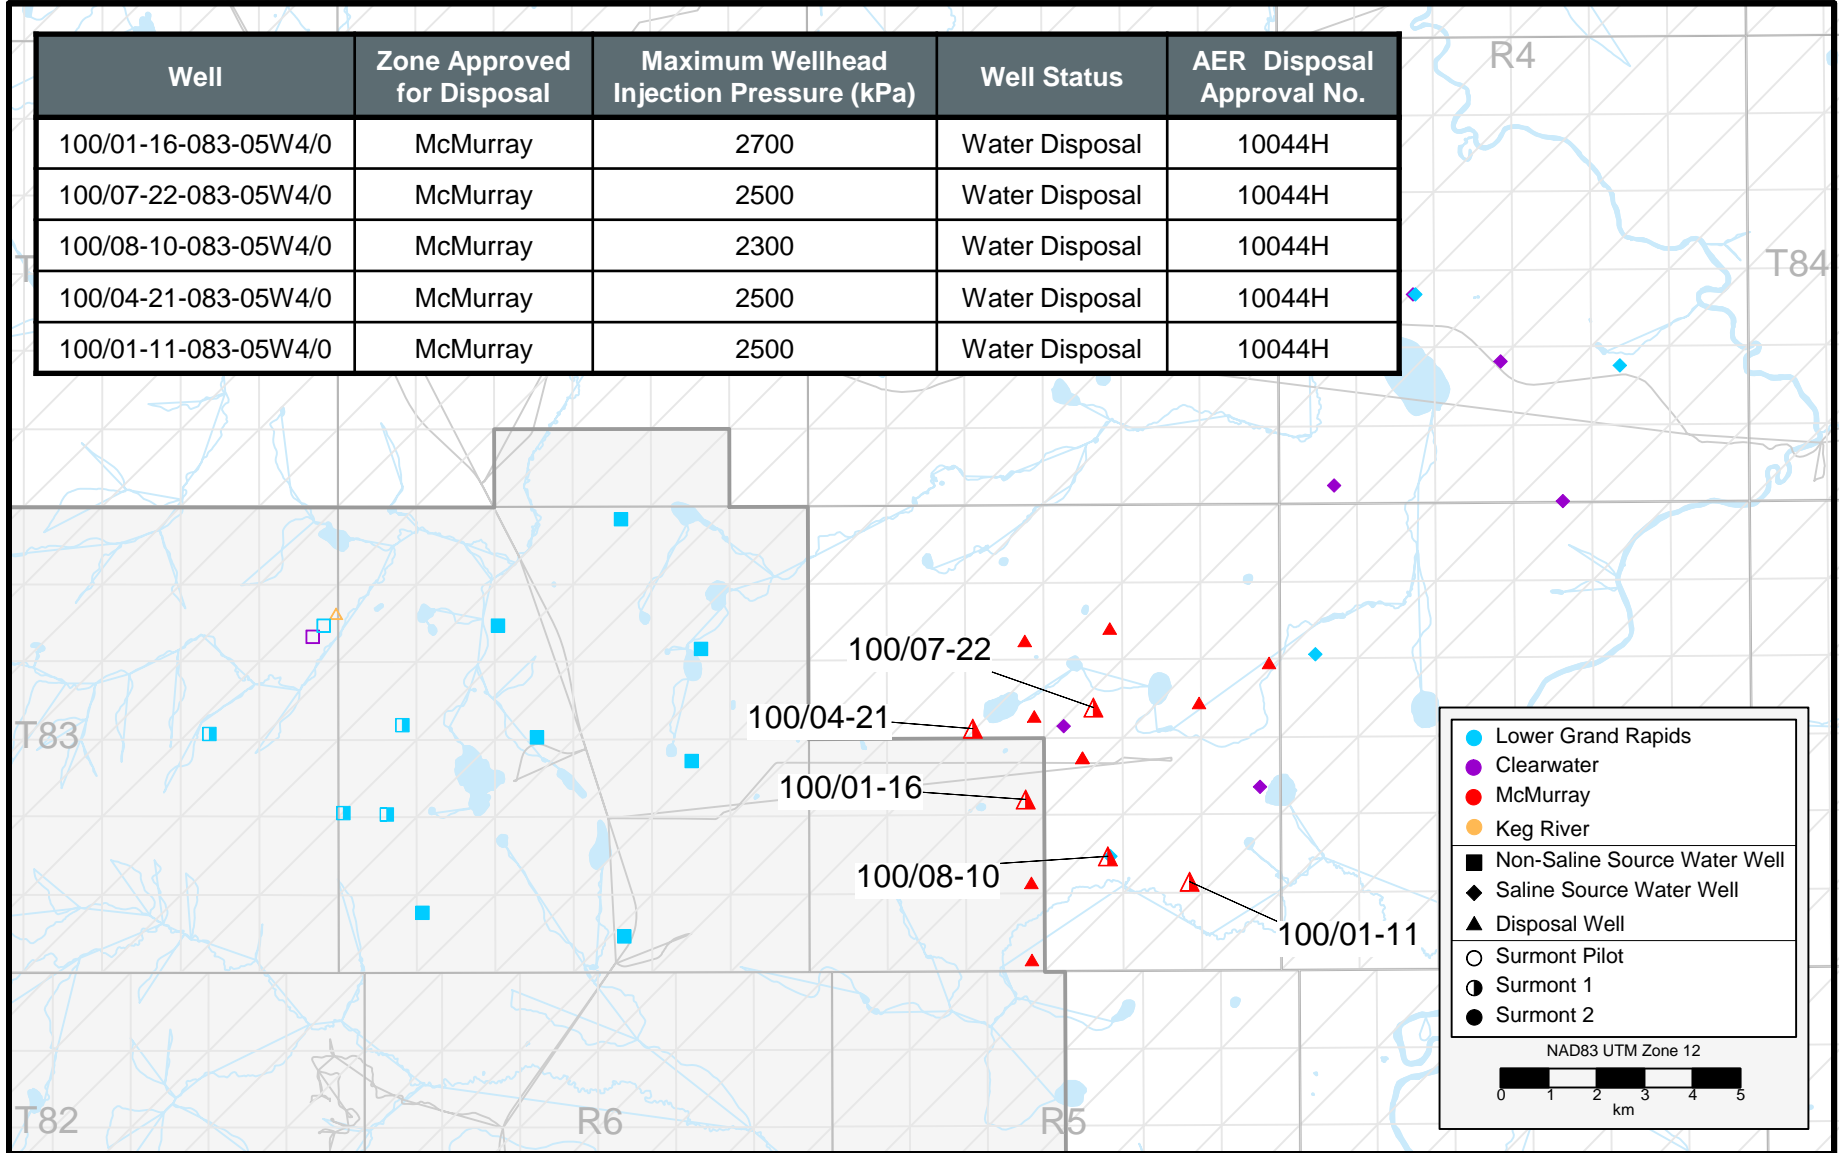 Well
Zone Approved
for Disposal
Maximum Wellhead
Injection Pressure (kPa)
Well Status
AER Disposal
Approval No.
100/01-16-083-05W4/0 McMurray 2700 Water Disposal 10044H
100/07-22-083-05W4/0 McMurray 2500 Water Disposal 10044H
100/08-10-083-05W4/0 McMurray 2300 Water Disposal 10044H
100/04-21-083-05W4/0 McMurray 2500 Water Disposal 10044H
100/01-11-083-05W4/0 McMurray 2500 Water Disposal 10044H
R4
T84
100/07-22
100/04-21
T83
100/01-16
100/08-10
100/01-11
T82
R6
R5
Lower Grand Rapids
Clearwater
McMurray
Keg River
Non-Saline Source Water Well
Saline Source Water Well
Disposal Well
Surmont Pilot
Surmont 1
Surmont 2
NAD83 UTM Zone 12
0 1 2 3 4 5
km